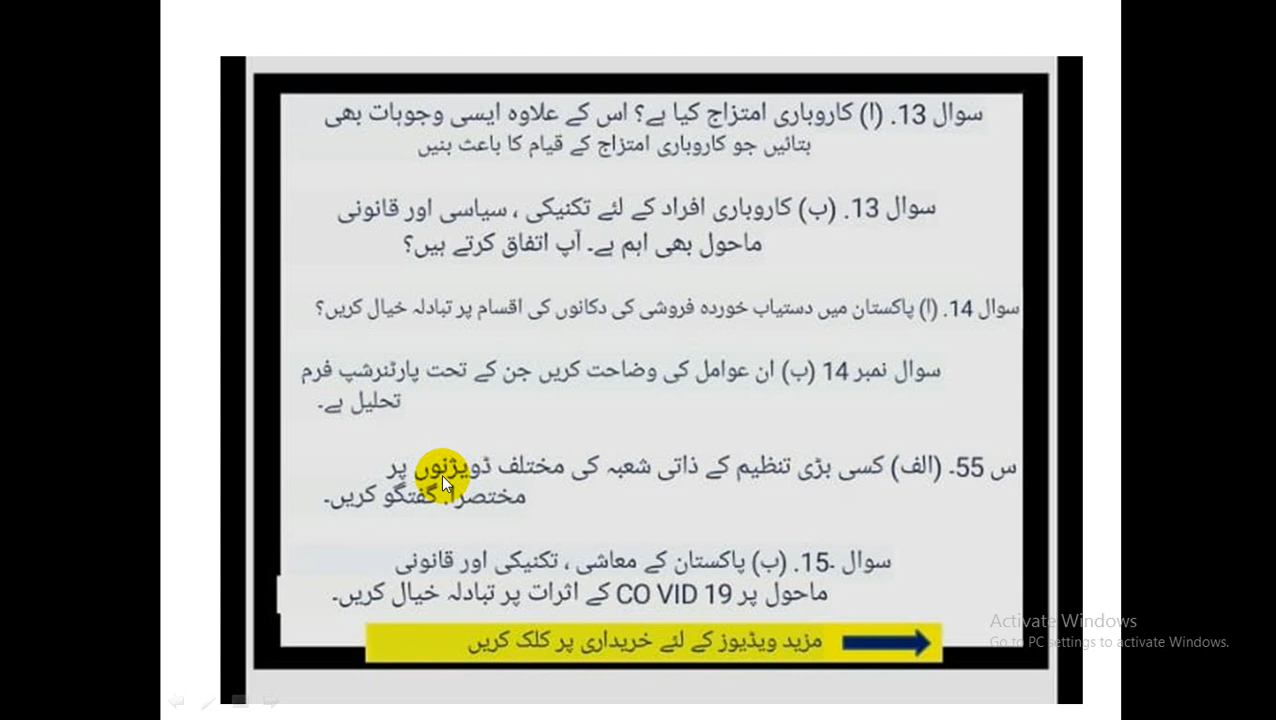 سوال 13. (ا) کاروباری امتزاج کیا ہے؟ اس کے علاوہ ایسی وجوہات بھی
بتائیں جو کاروباری امتزاج کے قیام کا باعث بنیں
سوال 13. (ب) کاروباری افراد کے لئے تکنیکی ، سیاسی اور قانونی
ماحول بھی اہم ہے۔ آپ اتفاق کرتے ہیں؟
سوال 14. (ا) پاکستان میں دستیاب خوردہ فروشی کی دکانوں کی اقسام پر تبادلہ خیال کریں؟
سوال نمبر 14 (ب) ان عوامل کی وضاحت کریں جن کے تحت پارٹنرشپ فرم
تحلیل ہے۔
س 55۔ (الف) کسی بڑی تنظیم کے ذاتی شعبہ کی مختلف ڈویژنوں پر
مختصرا. گفتگو کریں۔
سوال ۔15. (ب) پاکستان کے معاشی ، تکنیکی اور قانونی
ماحول پر CO VID 19 کے اثرات پر تبادلہ خیال کریں۔
مزید ویڈیوز کے لئے خریداری پر کلک کریں
Activate Windows
Go to PC settings to activate Windows.